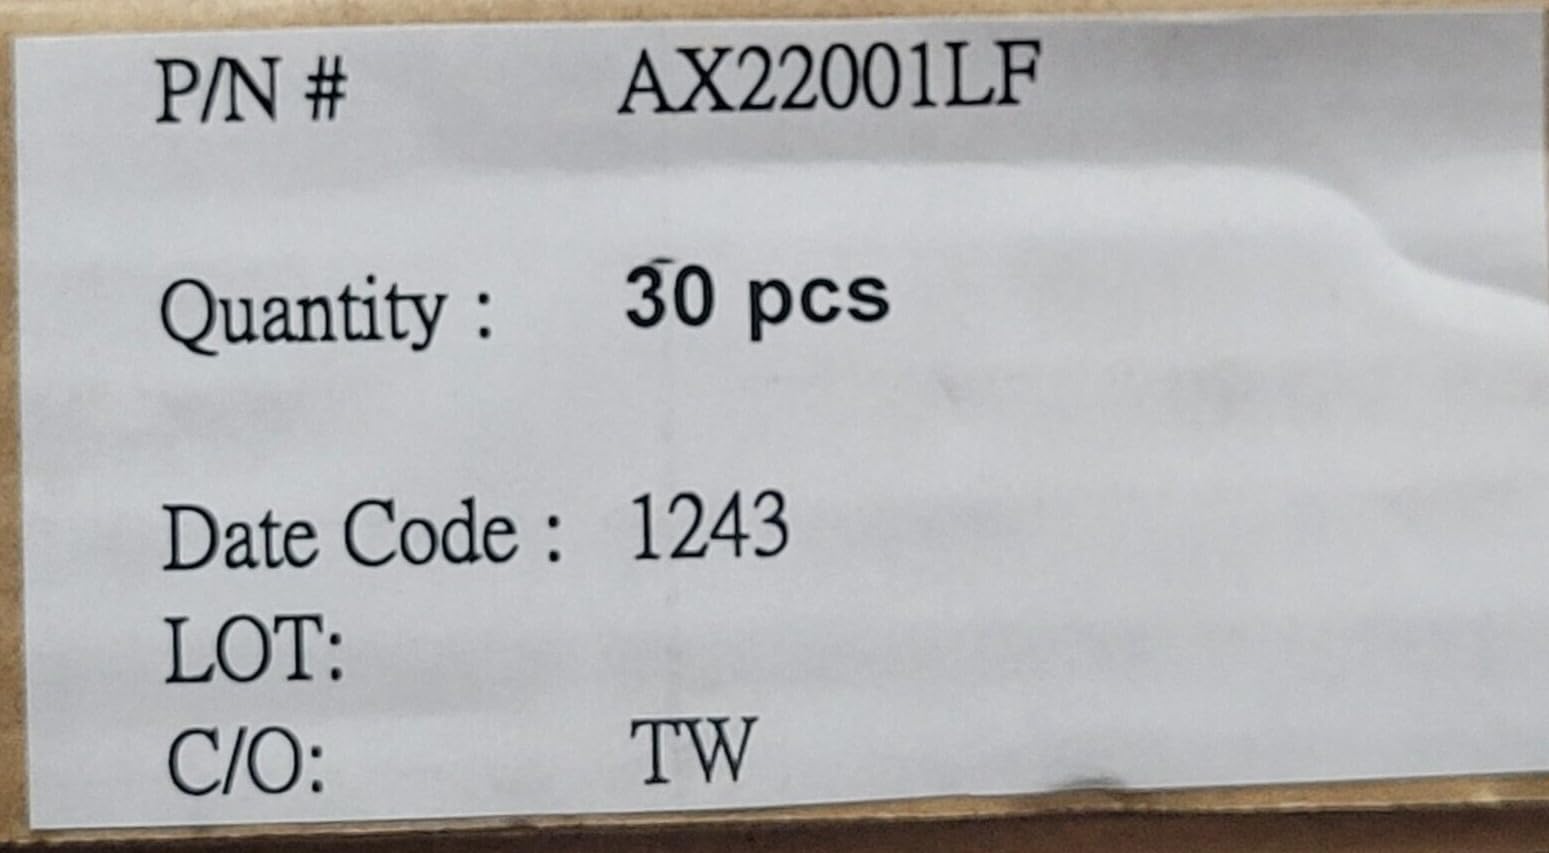 P/N # AX22001LF
Quantity : 30 pcs
Date Code : 1243
LOT:
C/O: TW